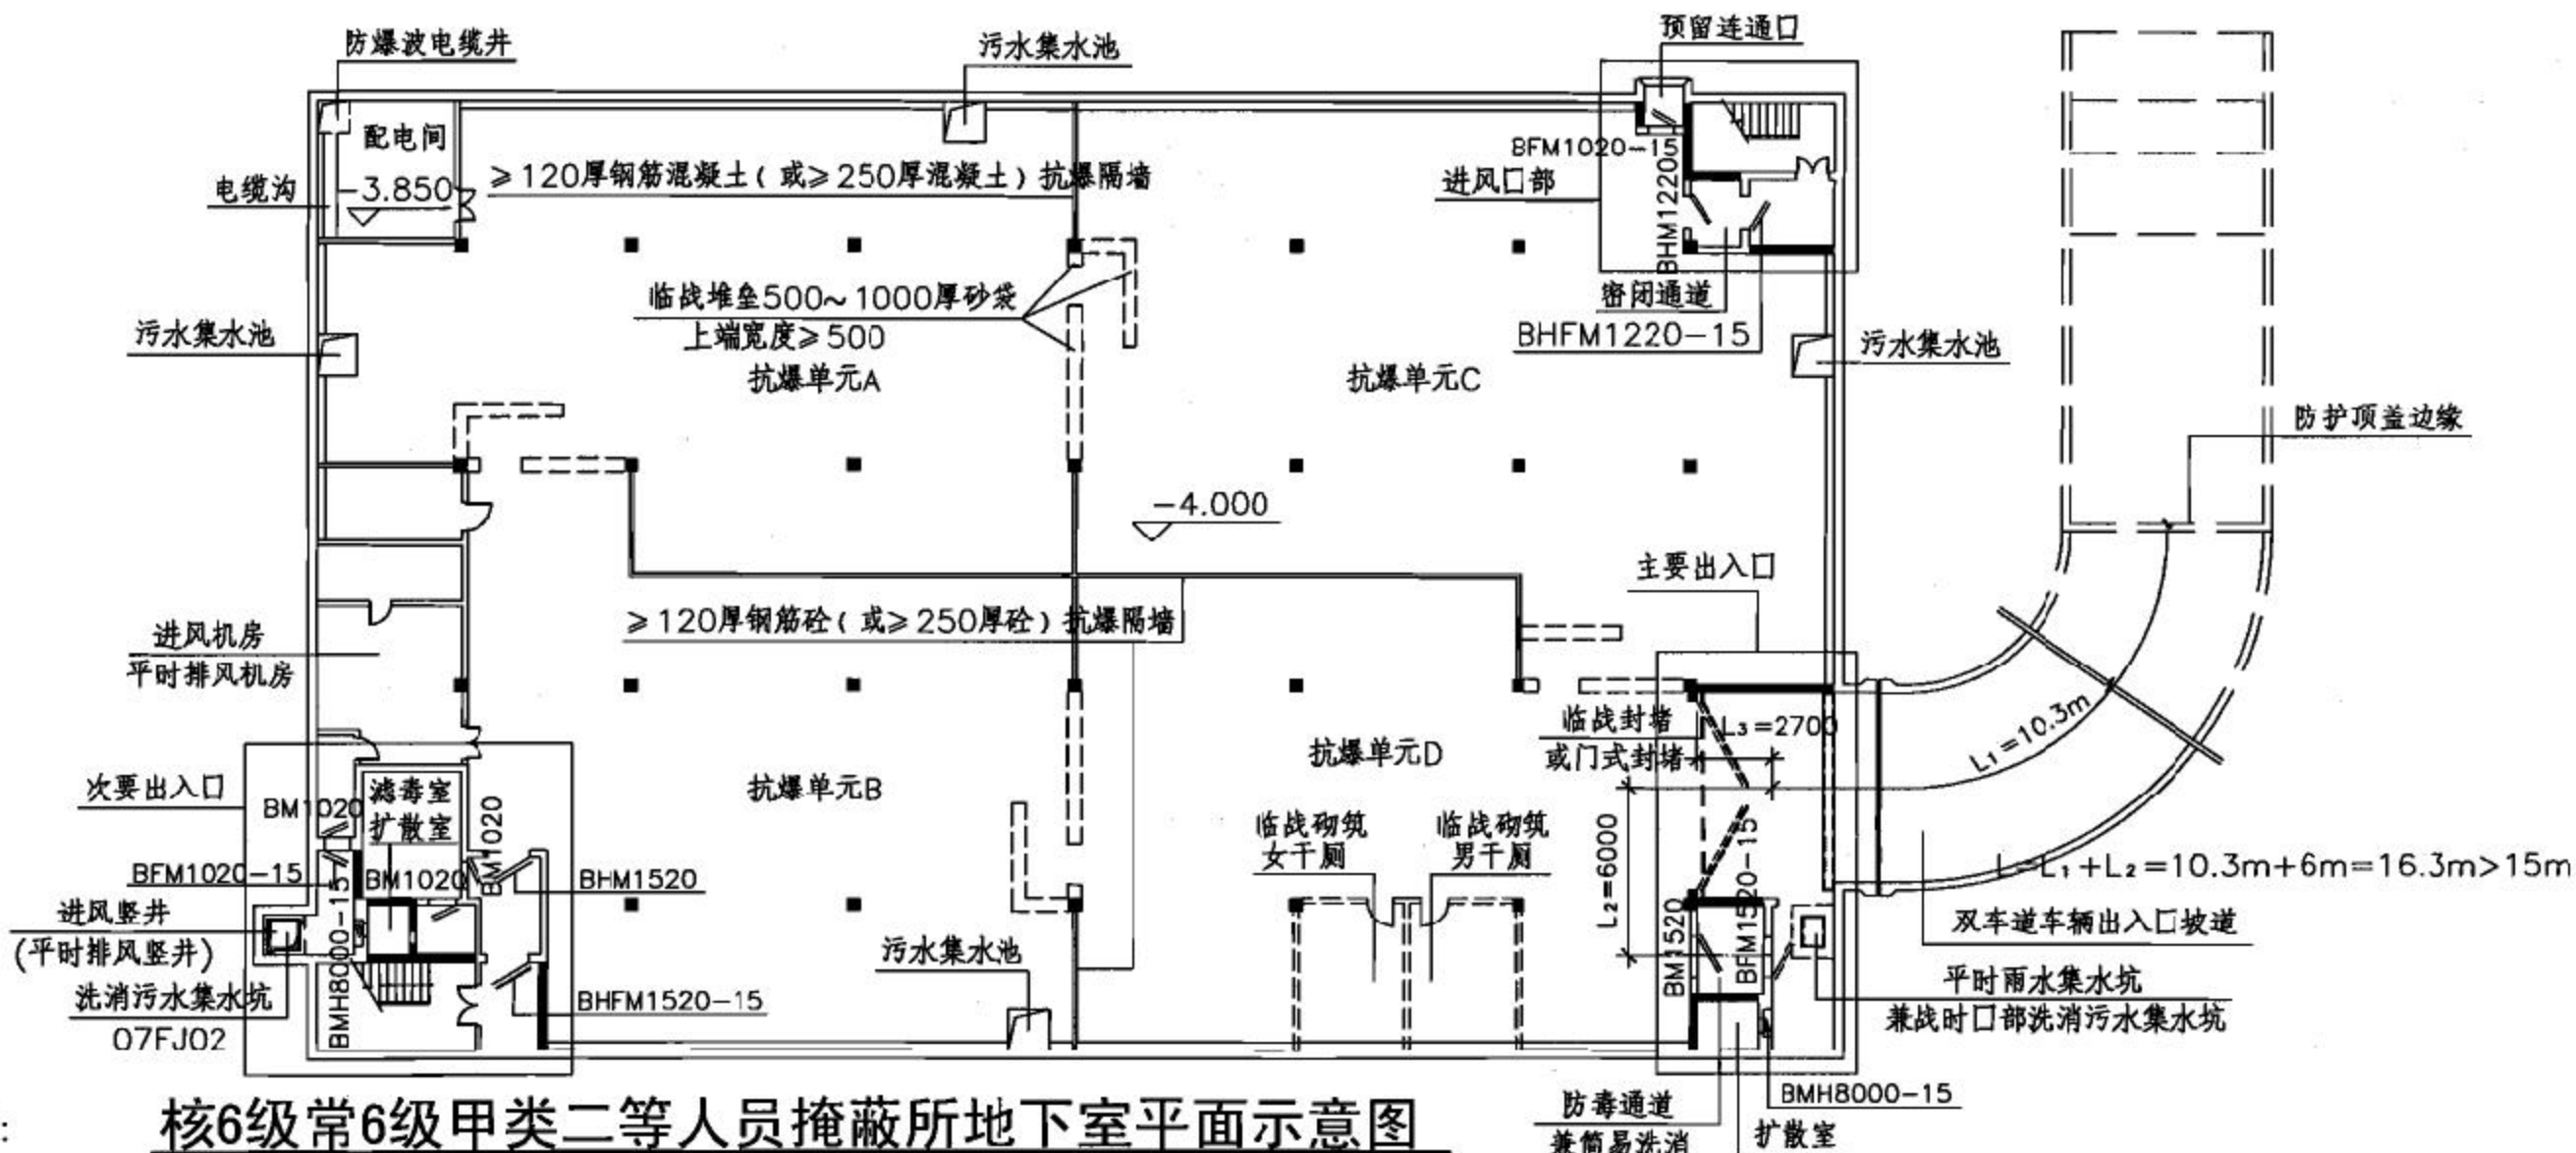 防爆波电缆井
污水集水池
预留连通口
配电间
-3.850
电缆沟
≥120厚钢筋混凝土(或≥250厚混凝土)抗爆隔墙
BFM1020-15
进风口部
BHM1220
密闭通道
BHFM1220-15
临战堆垒500~1000厚砂袋
上端宽度≥500
抗爆单元A
抗爆单元C
污水集水池
污水集水池
防护顶盖边缘
-4.000
主要出入口
≥120厚钢筋砼(或≥250厚砼)抗爆隔墙
进风机房
平时排风机房
临战封堵
或门式封堵
L₃=2700
L₁=10.3m
抗爆单元D
抗爆单元B
次要出入口
BM1020
滤毒室
扩散室
BM1020
BFM1020-15
BM1020
BHM1520
临战砌筑
女干厕
临战砌筑
男干厕
L₂=6000
BFM1520-15
BM1520
L=L₁+L₂=10.3m+6m=16.3m>15m
双车道车辆出入口坡道
进风竖井
(平时排风竖井)
洗消污水集水坑
07FJ02
BMH8000-15
BHFM1520-15
污水集水池
平时雨水集水坑
兼战时口部洗消污水集水坑
BMH8000-15
防毒通道
兼简易洗消
扩散室
:
核6级常6级甲类二等人员掩蔽所地下室平面示意图